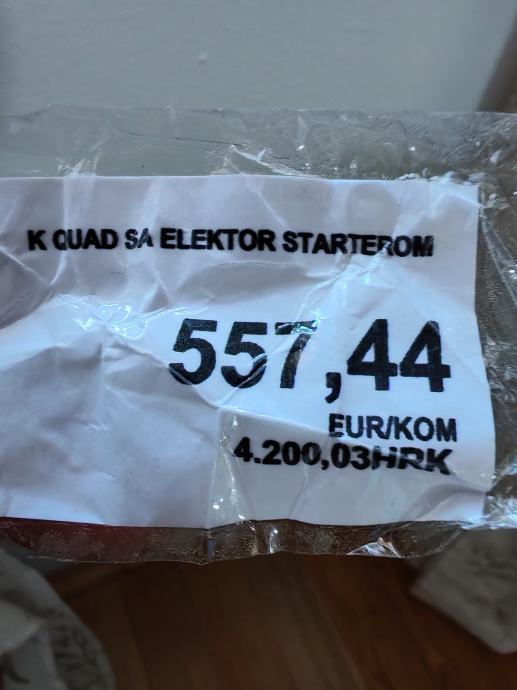 K QUAD SA ELEKTOR STARTEROM
557,44
EUR/KOM
4.200,03HRK